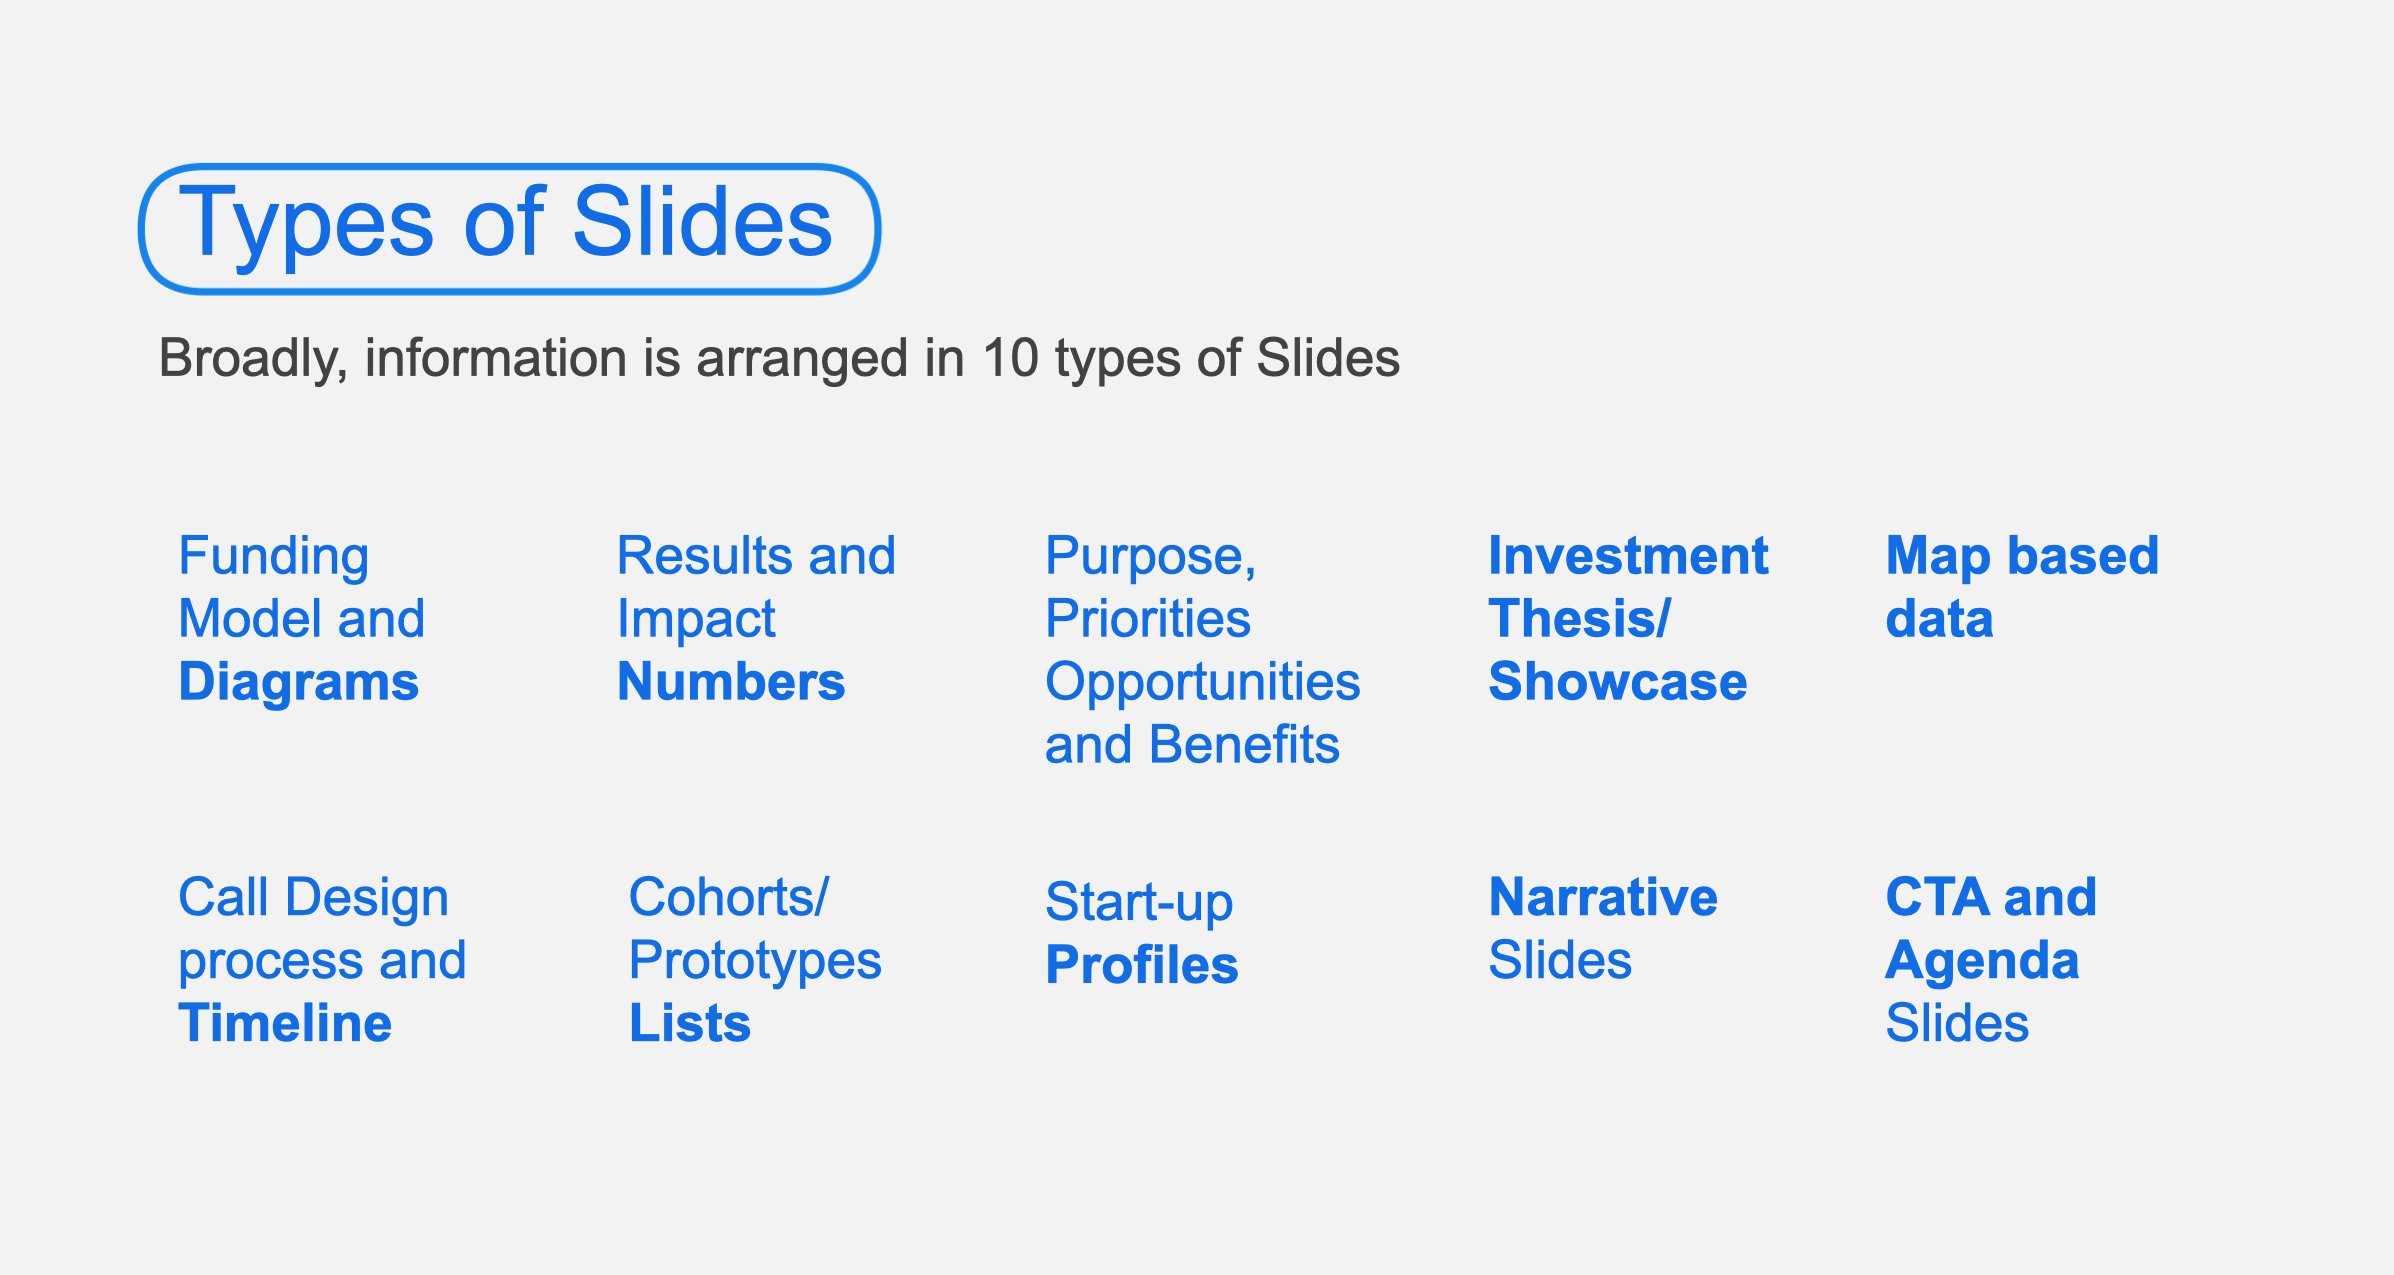 Types of Slides
Broadly, information is arranged in 10 types of Slides
Funding
Model and
Diagrams
Results and
Impact
Numbers
Purpose,
Priorities
Opportunities
and Benefits
Investment
Thesis/
Showcase
Map based
data
Call Design
process and
Timeline
Cohorts/
Prototypes
Lists
Start-up
Profiles
Narrative
Slides
CTA and
Agenda
Slides